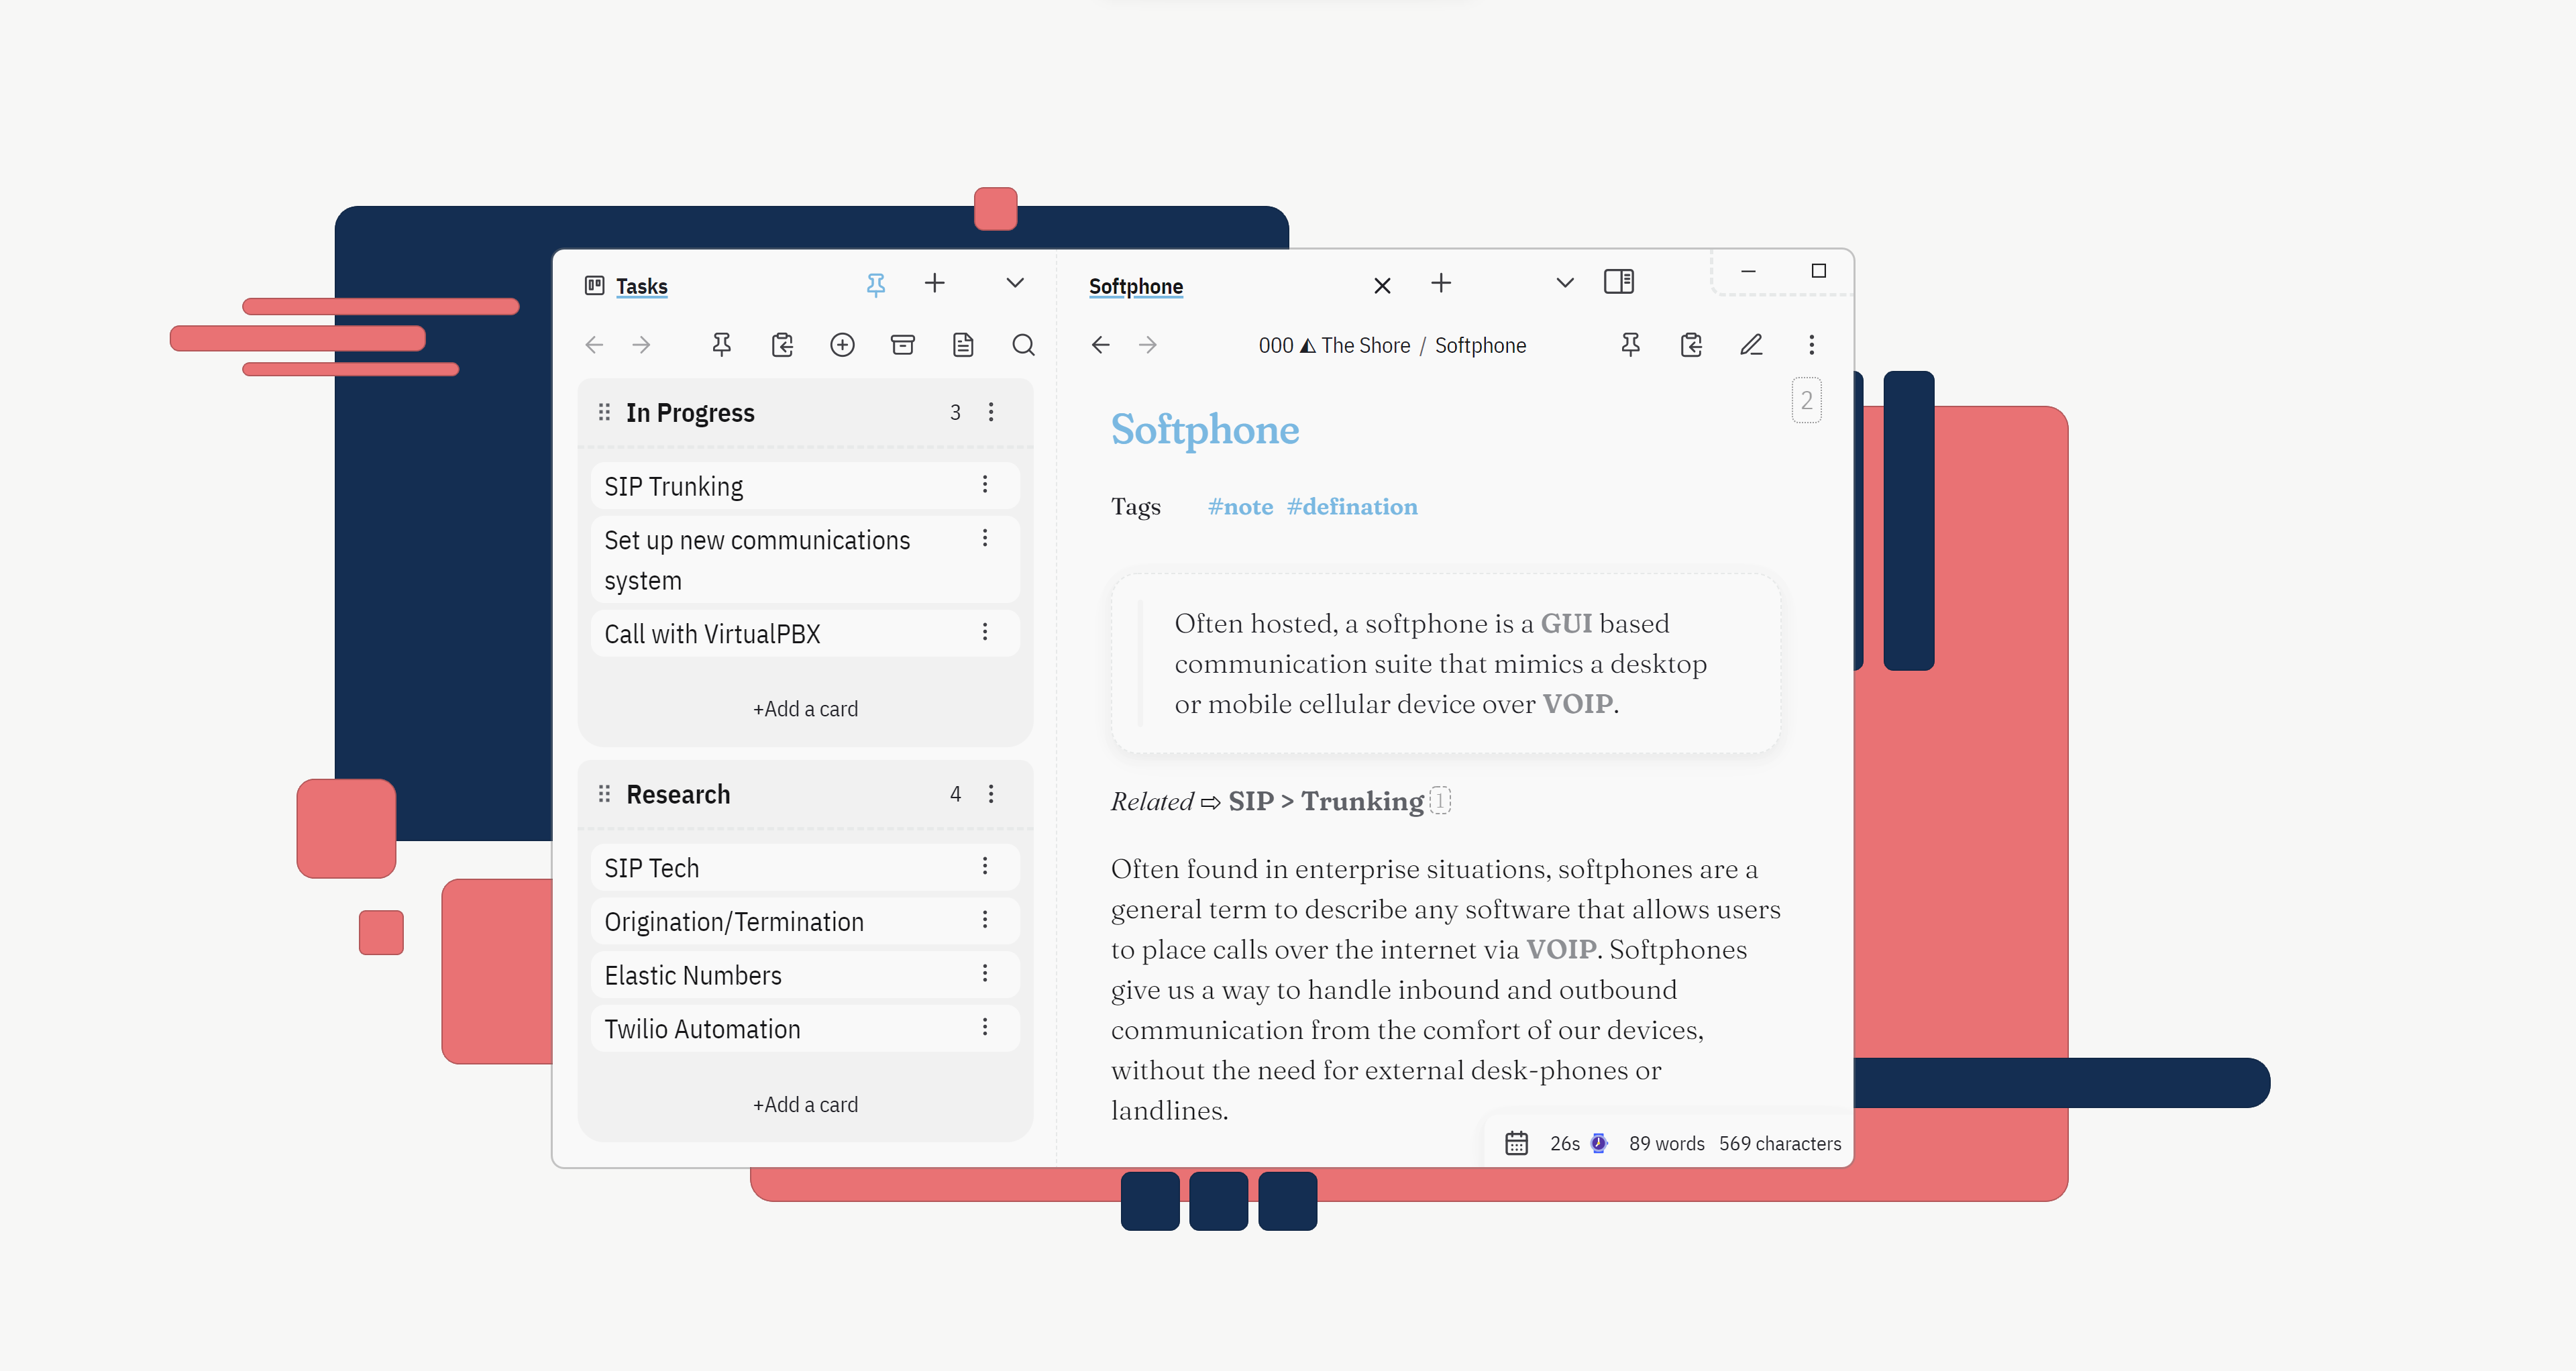 Tasks
In Progress 3
SIP Trunking
Set up new communications
system
Call with VirtualPBX
+Add a card
Research 4
SIP Tech
Origination/Termination
Elastic Numbers
Twilio Automation
+Add a card
Softphone
000 ◭ The Shore / Softphone
2
Softphone
Tags #note #defination
Often hosted, a softphone is a GUI based
communication suite that mimics a desktop
or mobile cellular device over VOIP.
Related ⇨ SIP > Trunking 1
Often found in enterprise situations, softphones are a
general term to describe any software that allows users
to place calls over the internet via VOIP. Softphones
give us a way to handle inbound and outbound
communication from the comfort of our devices,
without the need for external desk-phones or
landlines.
26s 89 words 569 characters